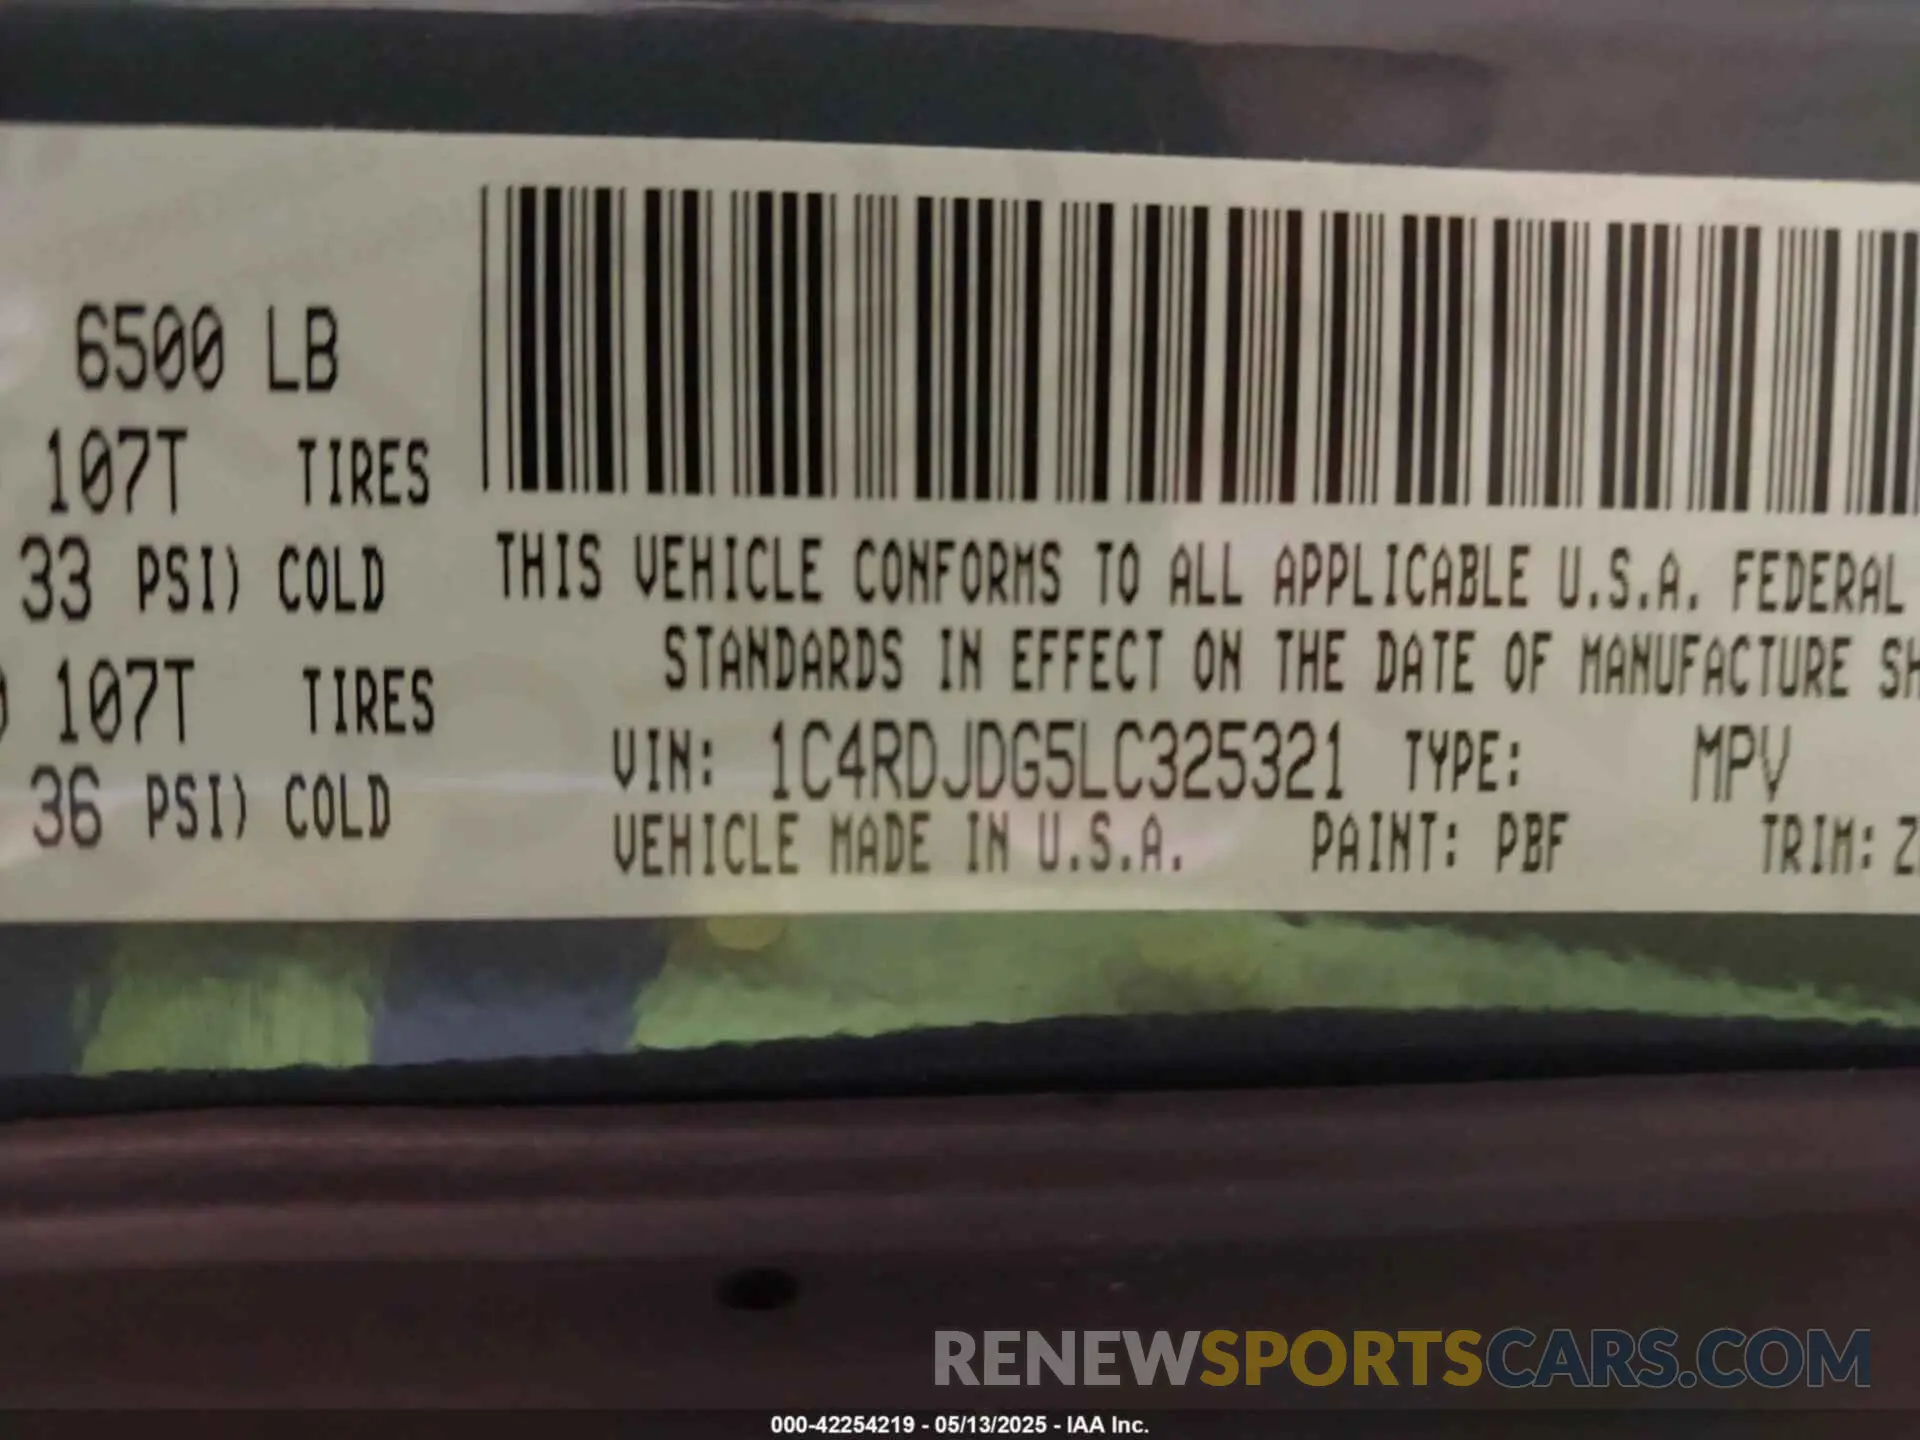 6500 LB
107T TIRES
33 PSI) COLD
107T TIRES
36 PSI) COLD
THIS VEHICLE CONFORMS TO ALL APPLICABLE U.S.A. FEDERAL
STANDARDS IN EFFECT ON THE DATE OF MANUFACTURE SH
VIN: 1C4RDJDG5LC325321 TYPE: MPV
VEHICLE MADE IN U.S.A. PAINT: PBF TRIM:
RENEWSPORTSCARS.COM
000-42254219 - 05/13/2025 - IAA Inc.